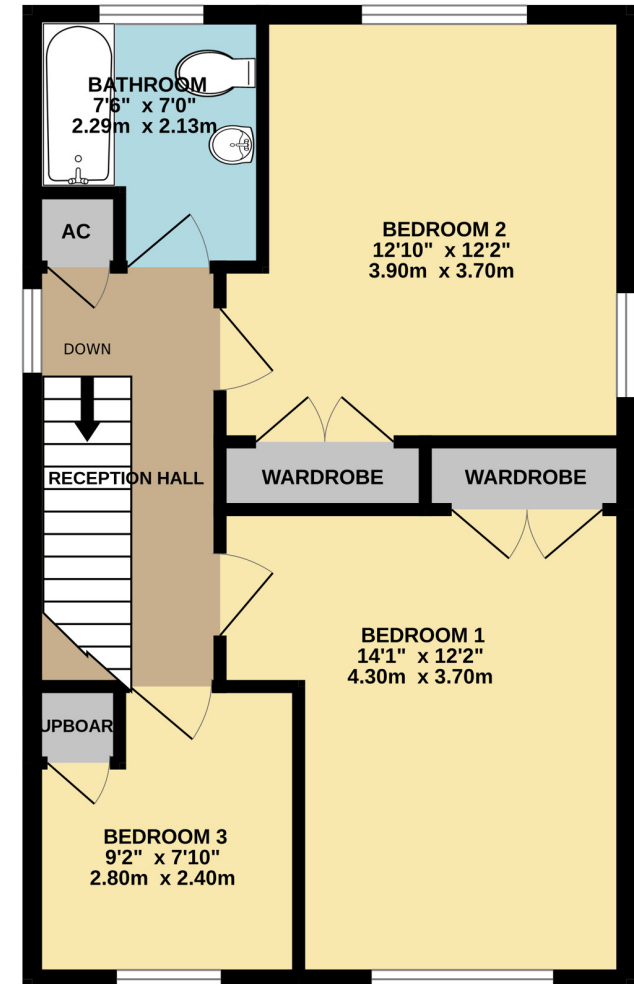 BATHROOM
7'6" x 7'0"
2.29m x 2.13m
AC
BEDROOM 2
12'10" x 12'2"
3.90m x 3.70m
DOWN
RECEPTION HALL
WARDROBE
WARDROBE
BEDROOM 1
14'1" x 12'2"
4.30m x 3.70m
UPBOAR
BEDROOM 3
9'2" x 7'10"
2.80m x 2.40m